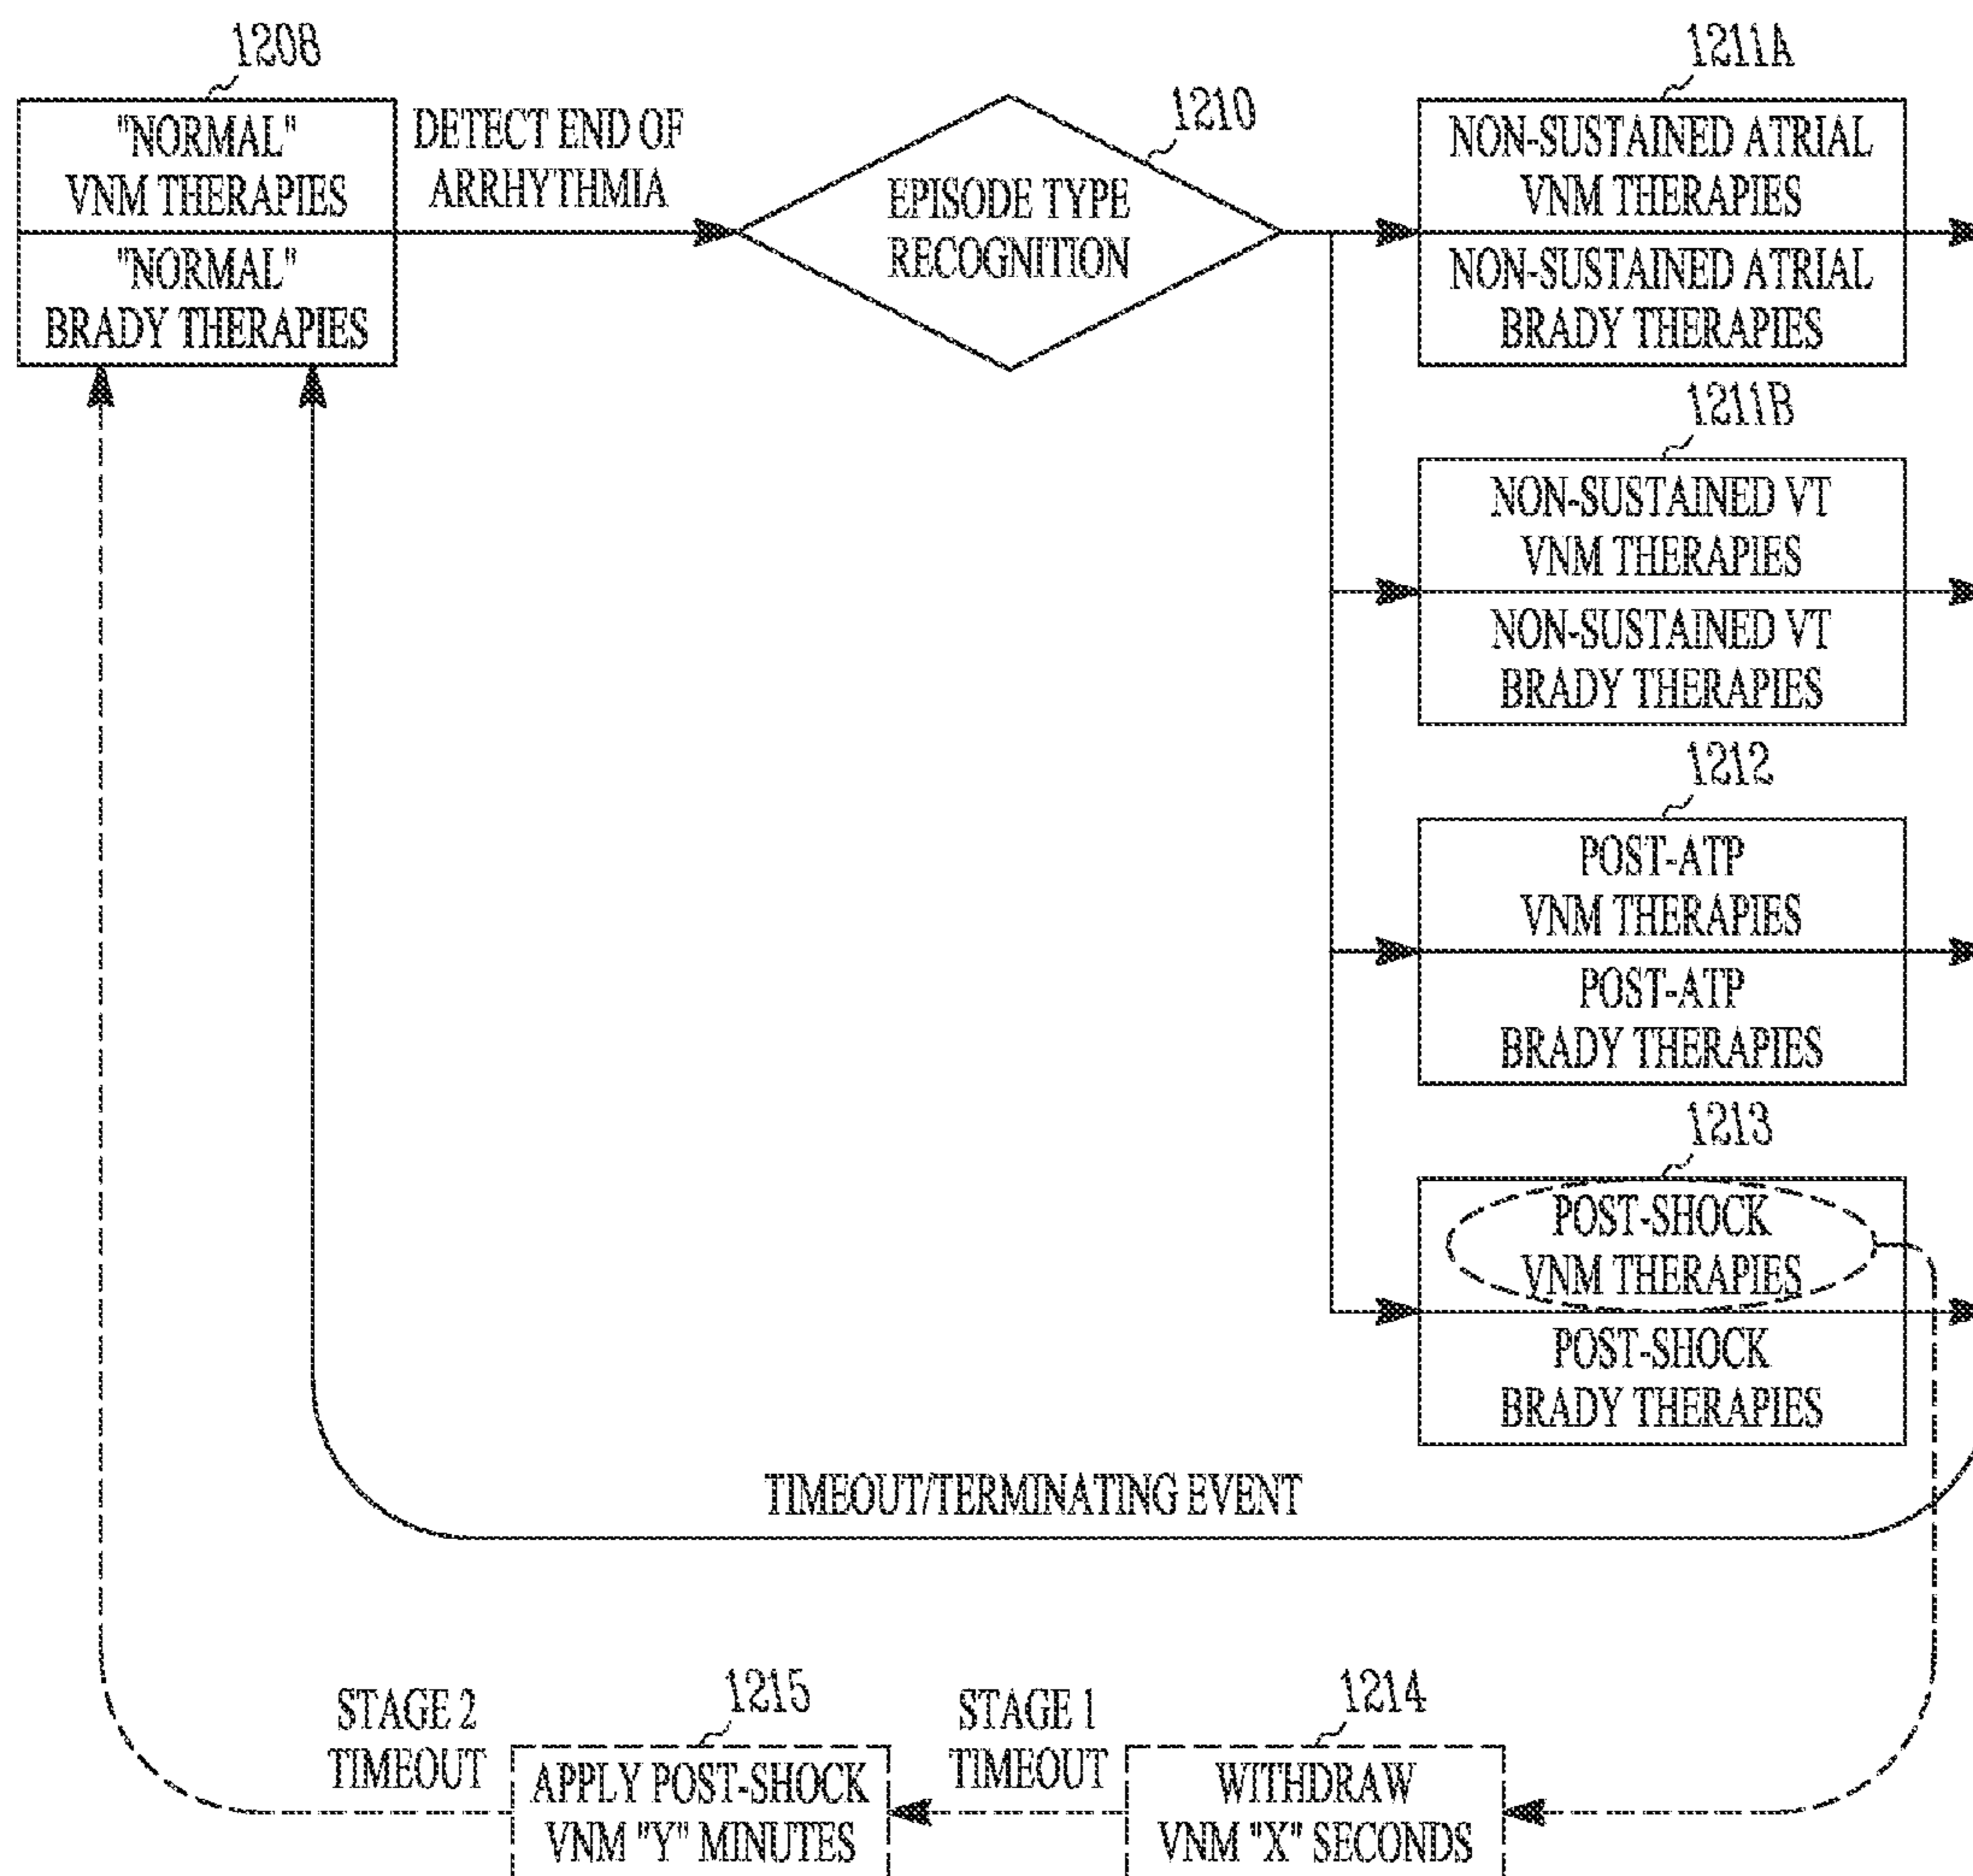 1208
"NORMAL"
VNM THERAPIES
"NORMAL"
BRADY THERAPIES
DETECT END OF
ARRHYTHMIA
1210
EPISODE TYPE
RECOGNITION
1211A
NON-SUSTAINED ATRIAL
VNM THERAPIES
NON-SUSTAINED ATRIAL
BRADY THERAPIES
1211B
NON-SUSTAINED VT
VNM THERAPIES
NON-SUSTAINED VT
BRADY THERAPIES
1212
POST-ATP
VNM THERAPIES
POST-ATP
BRADY THERAPIES
1213
POST-SHOCK
VNM THERAPIES
POST-SHOCK
BRADY THERAPIES
TIMEOUT/TERMINATING EVENT
STAGE 2
TIMEOUT
1215
APPLY POST-SHOCK
VNM "Y" MINUTES
STAGE 1
TIMEOUT
1214
WITHDRAW
VNM "X" SECONDS